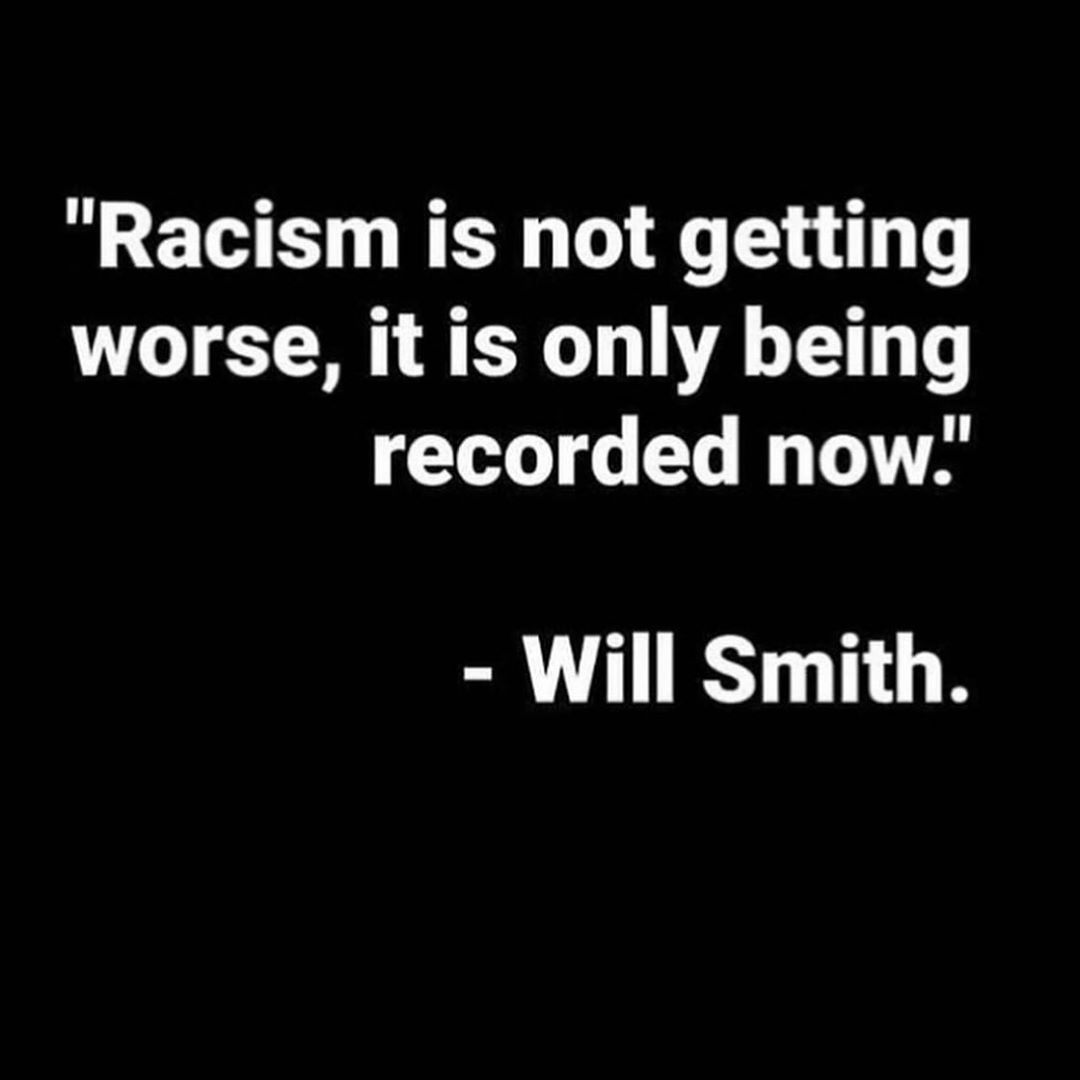 "Racism is not getting
worse, it is only being
recorded now."
- Will Smith.